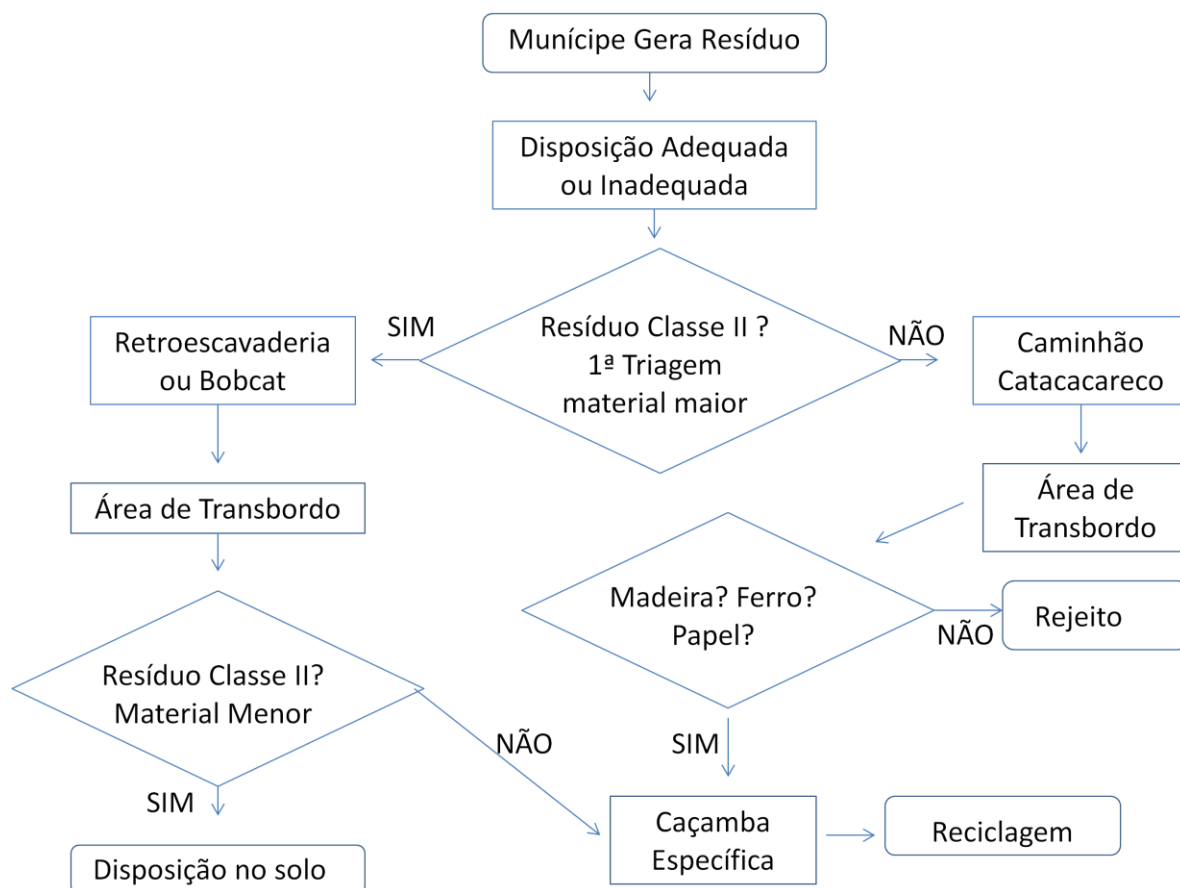 Munícipe Gera Resíduo
Disposição Adequada
ou Inadequada
SIM
Resíduo Classe II ?
1ª Triagem
material maior
NÃO
Retroescavaderia
ou Bobcat
Caminhão
Catacacareco
Área de Transbordo
Área de
Transbordo
Madeira? Ferro?
Papel?
NÃO
Rejeito
Resíduo Classe II?
Material Menor
NÃO
SIM
SIM
Caçamba
Específica
Reciclagem
Disposição no solo